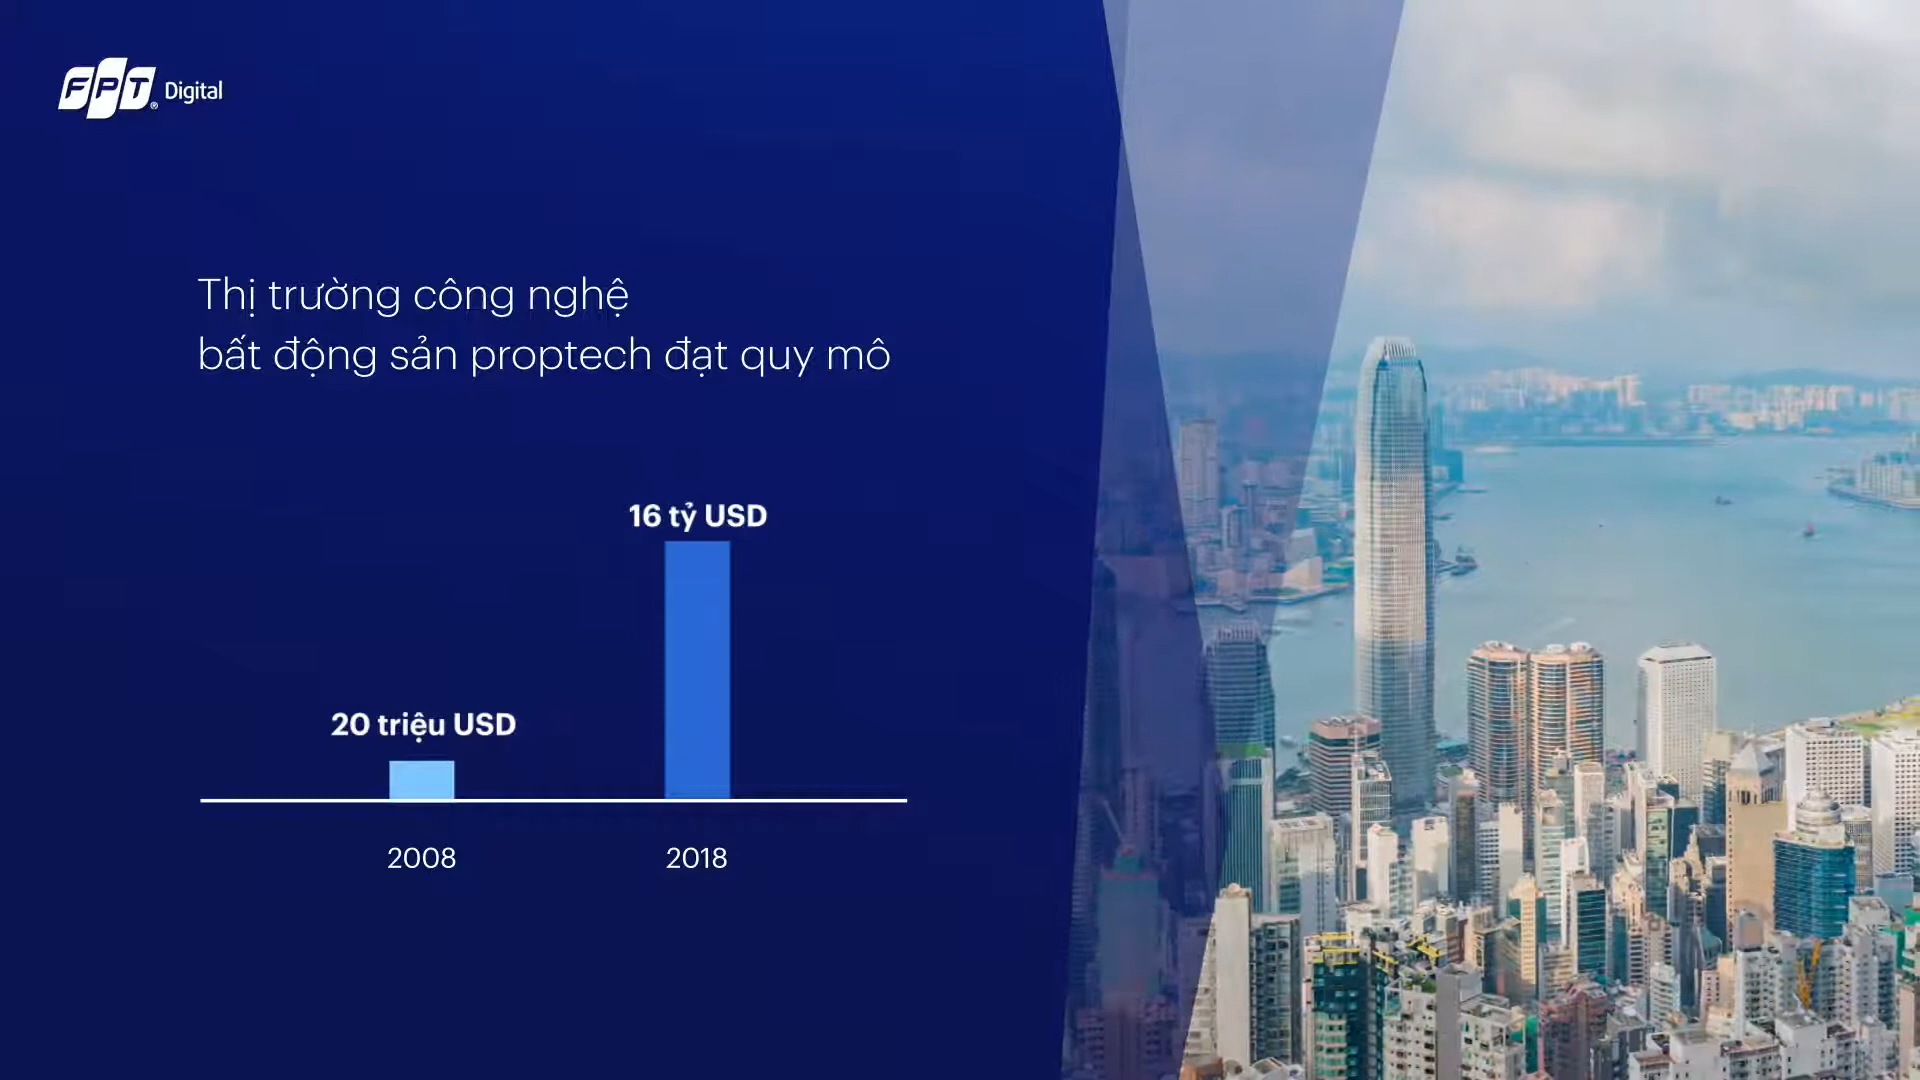 FPT® Digital
Thị trường công nghệ
bất động sản proptech đạt quy mô
16 tỷ USD
20 triệu USD
2008
2018